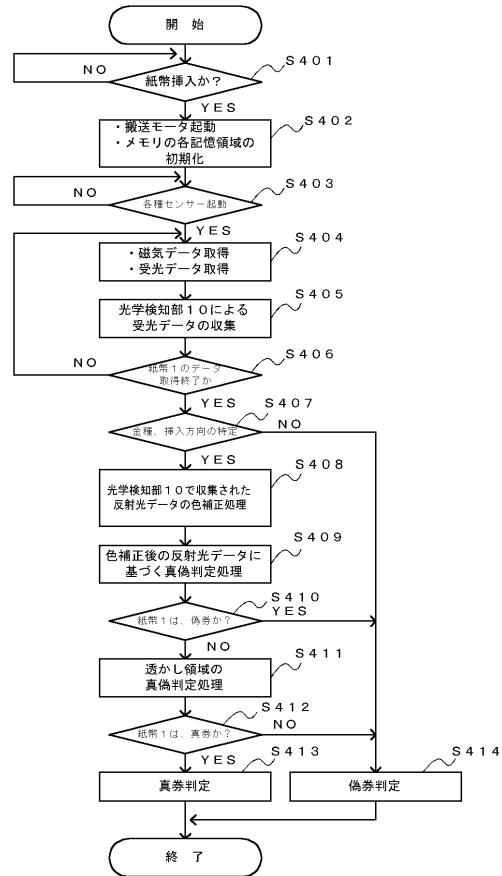 開 始
S401
紙幣挿入か？
NO
YES
S402
・搬送モータ起動
・メモリの各記憶領域の
初期化
S403
各種センサー起動
NO
YES
S404
・磁気データ取得
・受光データ取得
S405
光学検知部１０による
受光データの収集
S406
紙幣１のデータ
取得終了か
NO
YES
S407
金種、挿入方向の特定
NO
YES
S408
光学検知部１０で収集された
反射光データの色補正処理
S409
色補正後の反射光データに
基づく真偽判定処理
S410
紙幣１は、偽券か？
YES
NO
S411
透かし領域の
真偽判定処理
S412
紙幣１は、真券か？
NO
YES
S413
真券判定
S414
偽券判定
終 了